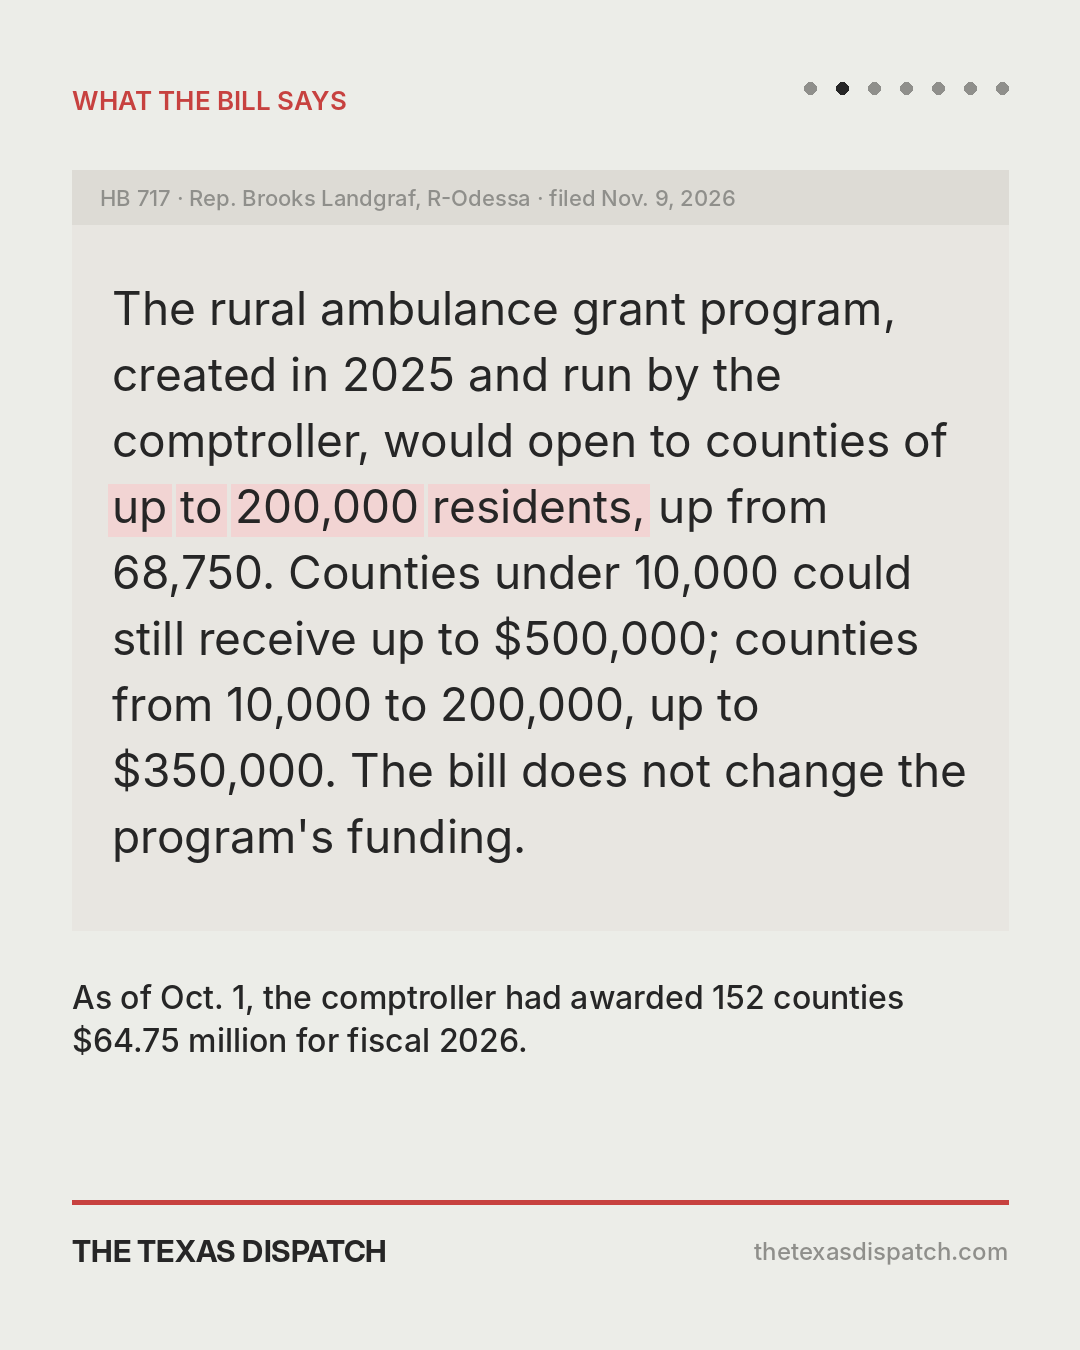 WHAT THE BILL SAYS
HB 717 · Rep. Brooks Landgraf, R-Odessa · filed Nov. 9, 2026
The rural ambulance grant program,
created in 2025 and run by the
comptroller, would open to counties of
up to 200,000 residents, up from
68,750. Counties under 10,000 could
still receive up to $500,000; counties
from 10,000 to 200,000, up to
$350,000. The bill does not change the
program's funding.
As of Oct. 1, the comptroller had awarded 152 counties
$64.75 million for fiscal 2026.
THE TEXAS DISPATCH
thetexasdispatch.com